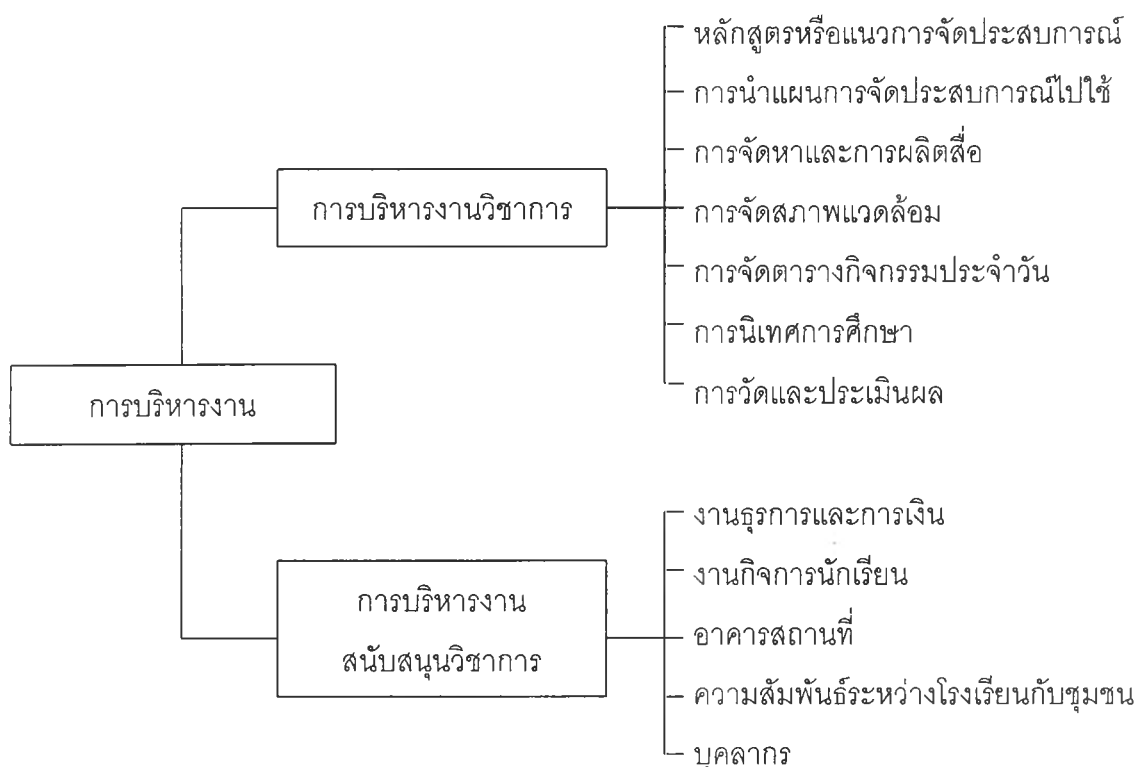 หลักสูตรหรือแนวการจัดประสบการณ์
การนำแผนการจัดประสบการณ์ไปใช้
การจัดหาและการผลิตสื่อ
การบริหารงานวิชาการ
การจัดสภาพแวดล้อม
การจัดตารางกิจกรรมประจำวัน
การนิเทศการศึกษา
การวัดและประเมินผล
การบริหารงาน
งานธุรการและการเงิน
งานกิจการนักเรียน
การบริหารงาน
สนับสนุนวิชาการ
อาคารสถานที่
ความสัมพันธ์ระหว่างโรงเรียนกับชุมชน
บุคลากร